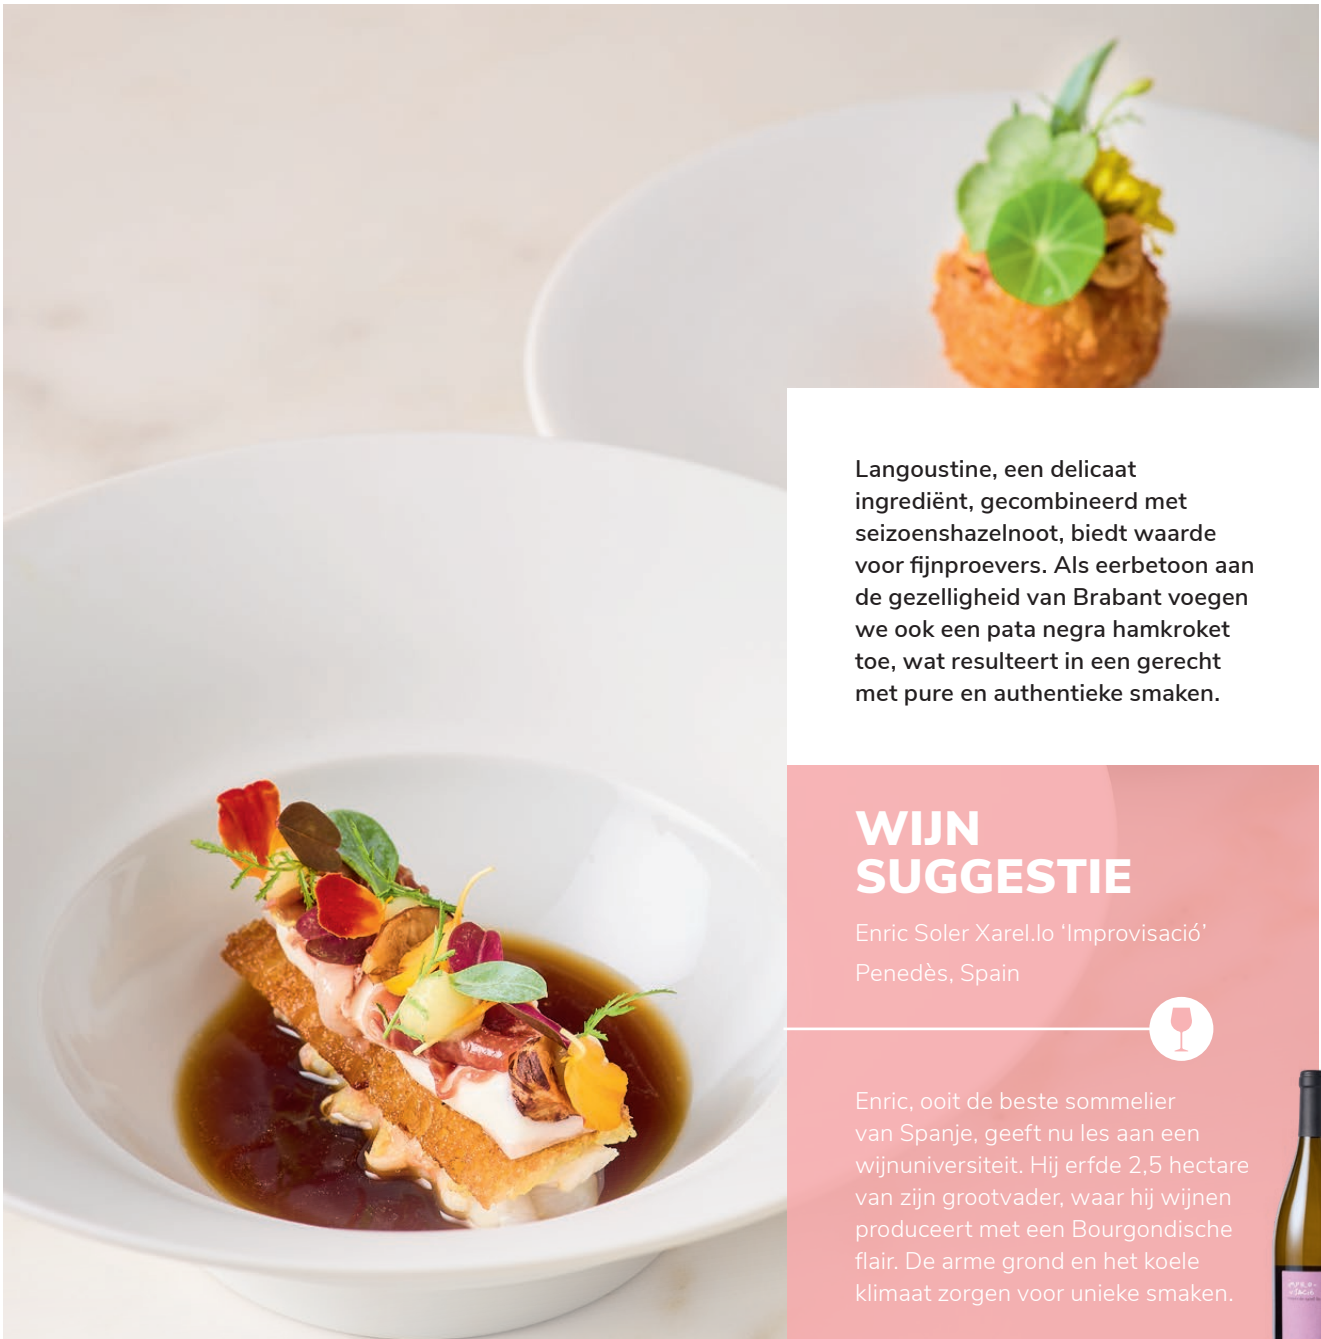 Langoustine, een delicaat
ingrediënt, gecombineerd met
seizoenshazelnoot, biedt waarde
voor fijnproevers. Als eerbetoon aan
de gezelligheid van Brabant voegen
we ook een pata negra hamkroket
toe, wat resulteert in een gerecht
met pure en authentieke smaken.
WIJN
SUGGESTIE
Enric Soler Xarel.lo ‘Improvisació’
Penedès, Spain
Enric, ooit de beste sommelier
van Spanje, geeft nu les aan een
wijnuniversiteit. Hij erfde 2,5 hectare
van zijn grootvader, waar hij wijnen
produceert met een Bourgondische
flair. De arme grond en het koele
klimaat zorgen voor unieke smaken.